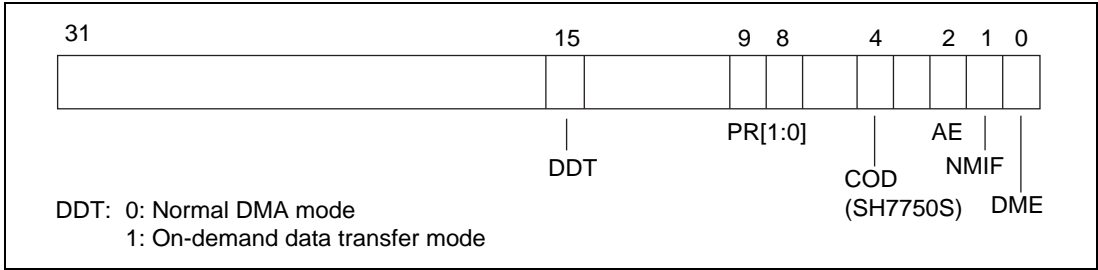 31 15 9 8 4 2 1 0
PR[1:0] AE
DDT NMIF
COD
(SH7750S) DME
DDT: 0: Normal DMA mode
1: On-demand data transfer mode